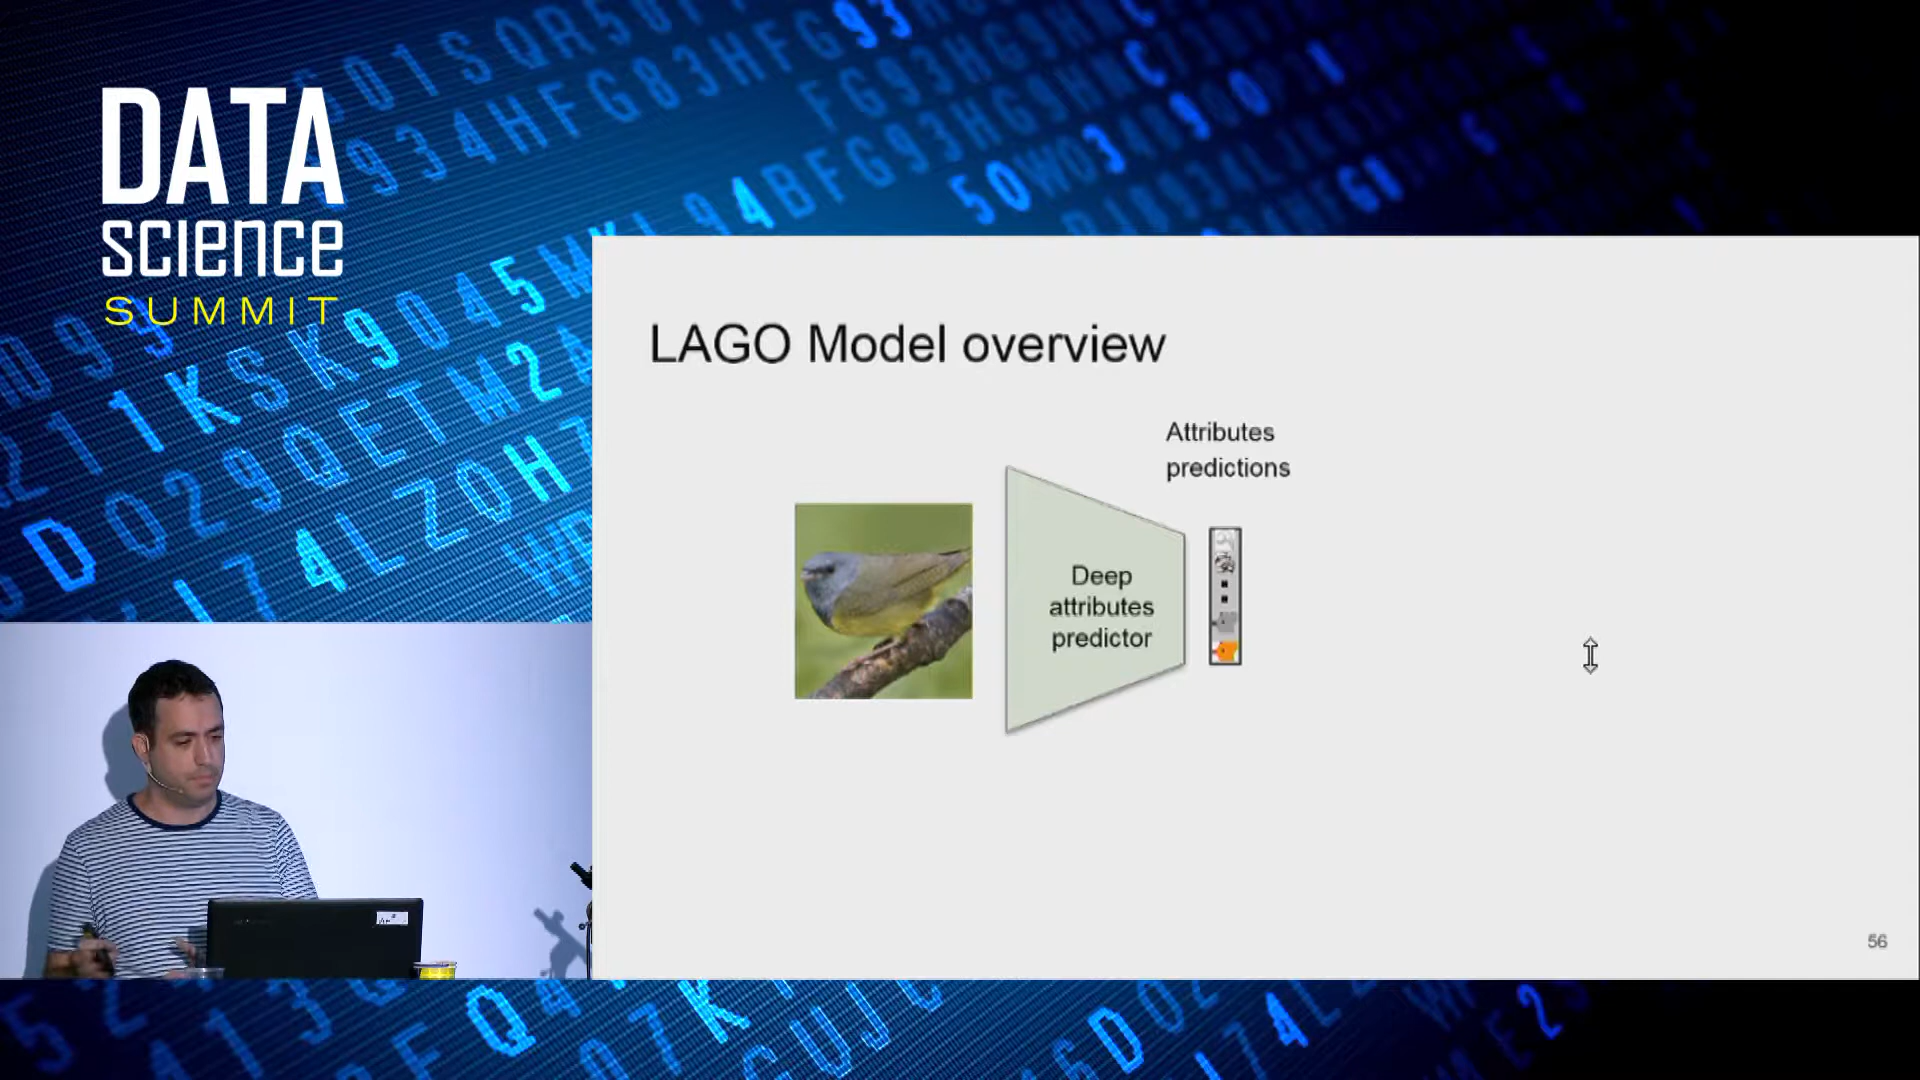 DATA
science
SUMMIT
LAGO Model overview
Attributes
predictions
Deep
attributes
predictor
56